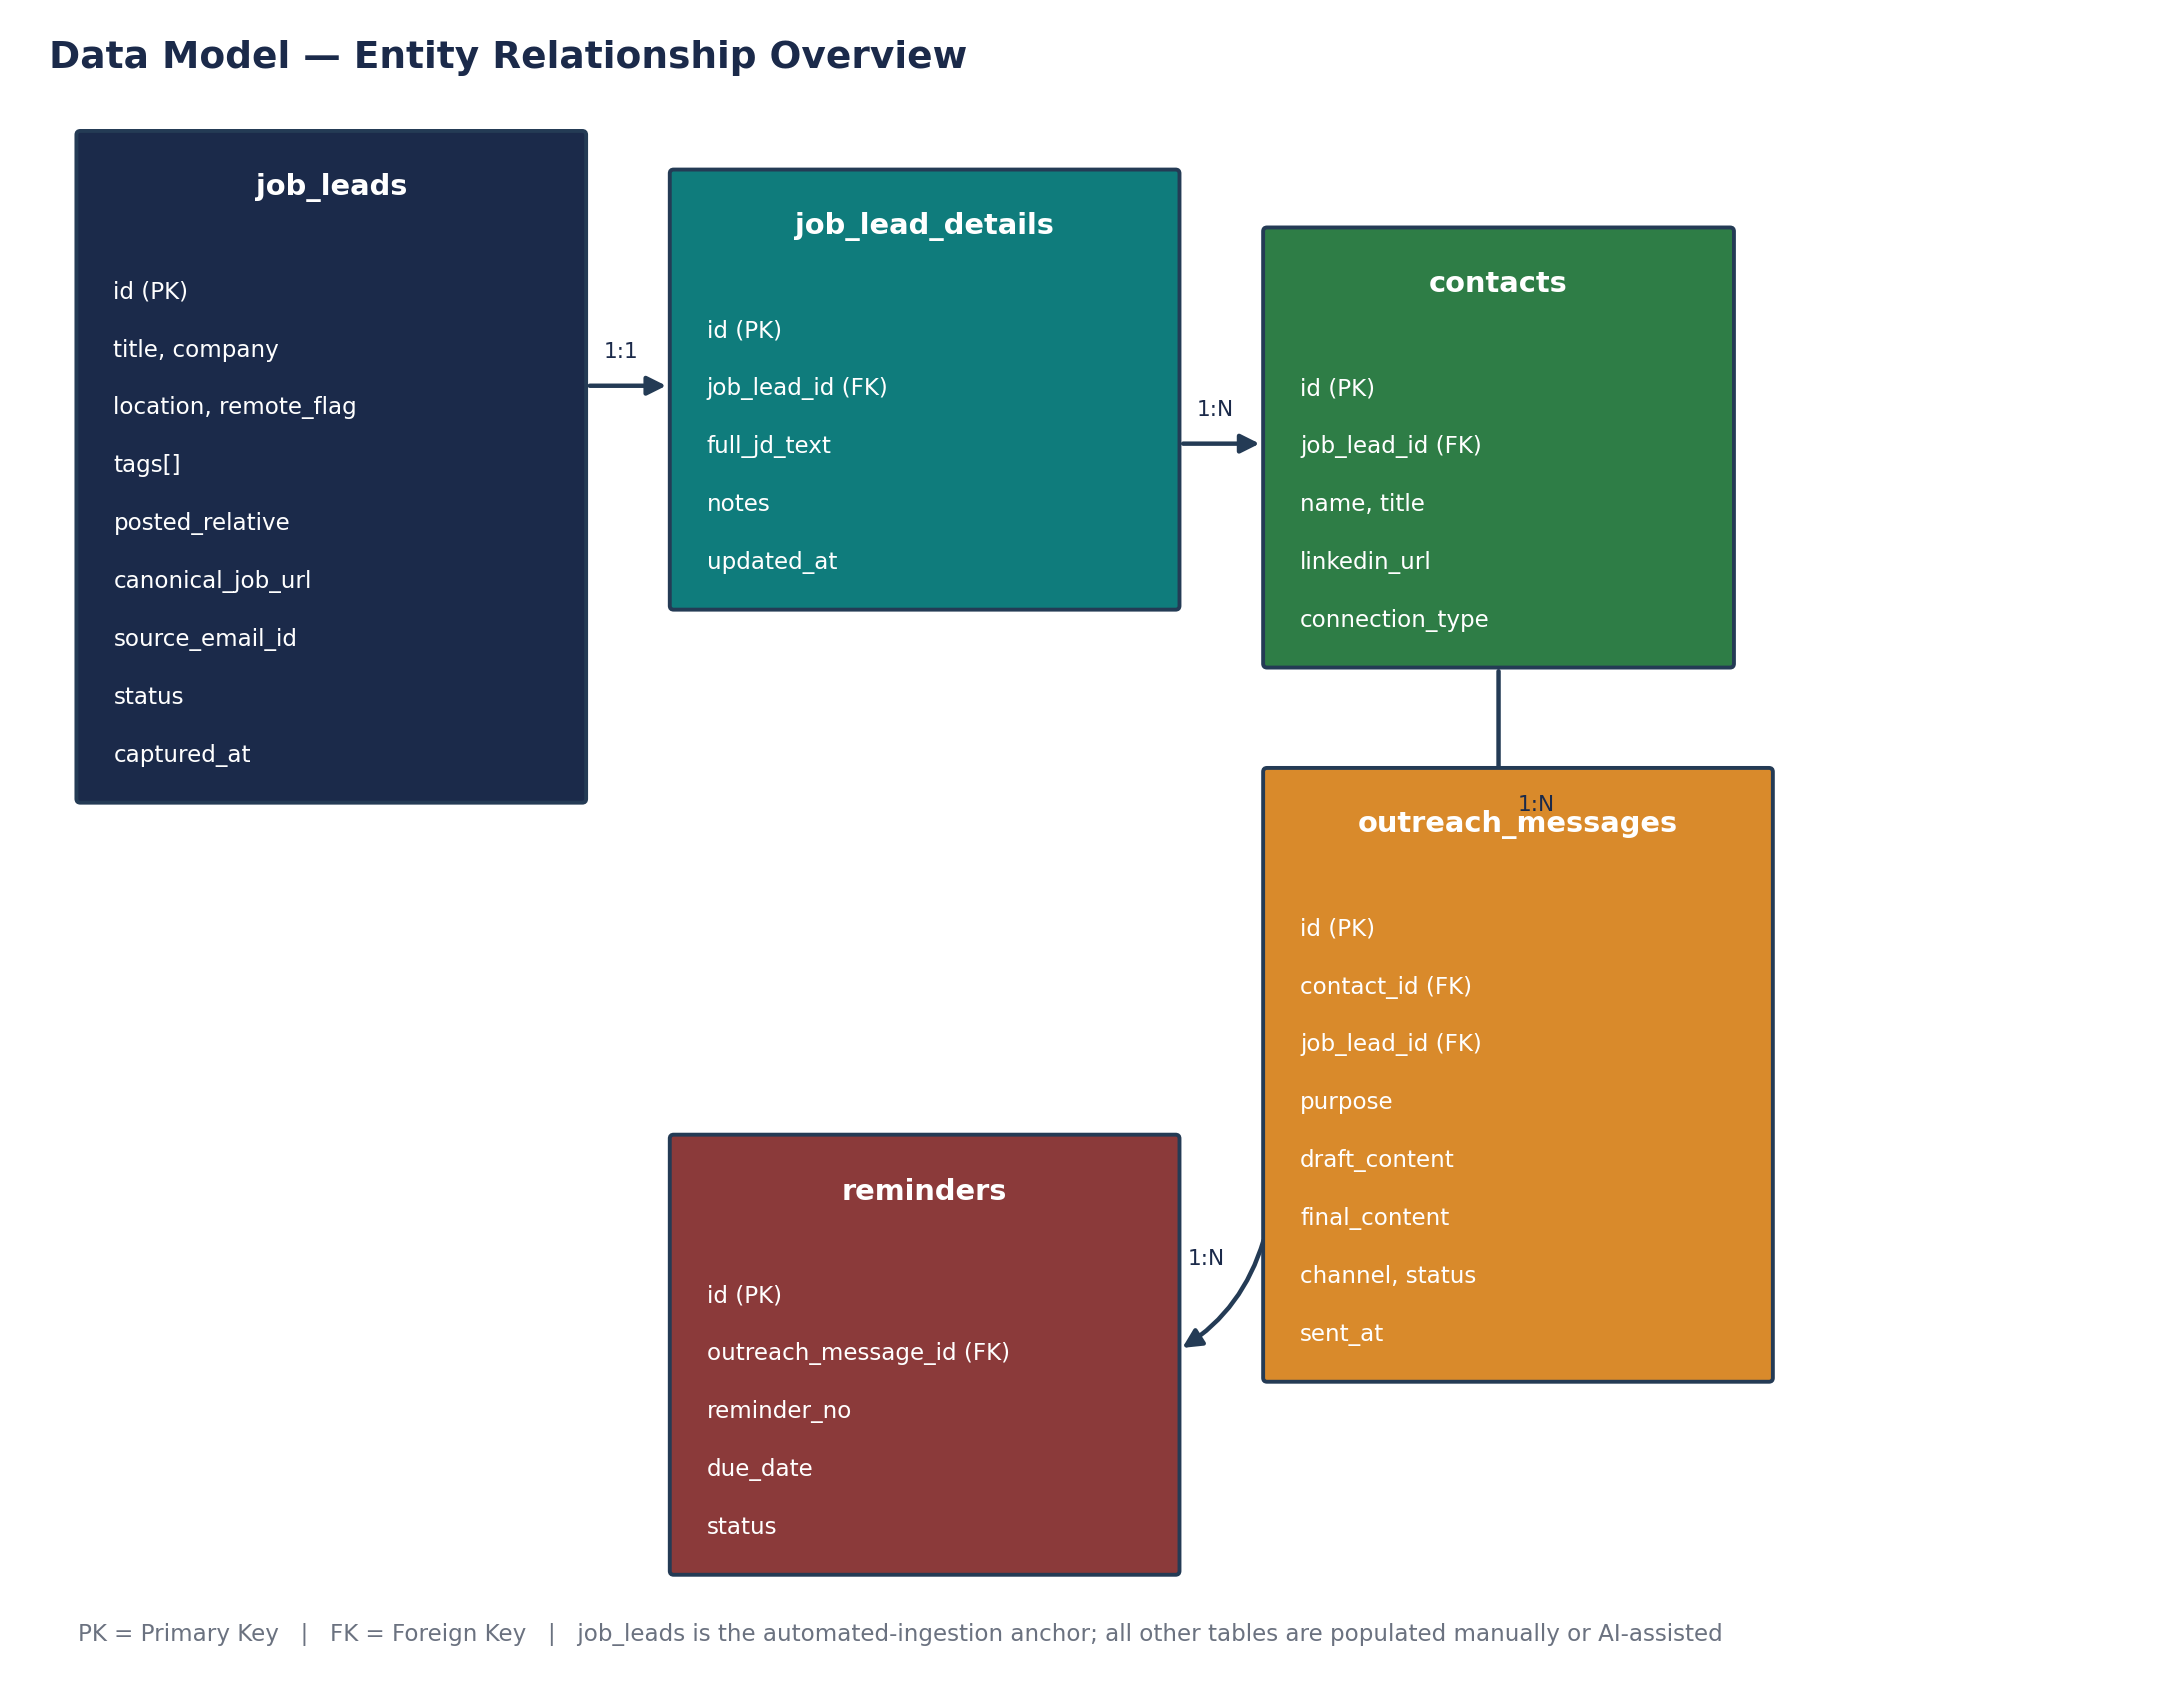 Data Model — Entity Relationship Overview
job_leads
id (PK)
title, company
location, remote_flag
tags[]
posted_relative
canonical_job_url
source_email_id
status
captured_at
1:1
job_lead_details
id (PK)
job_lead_id (FK)
full_jd_text
notes
updated_at
1:N
contacts
id (PK)
job_lead_id (FK)
name, title
linkedin_url
connection_type
1:N
outreach_messages
id (PK)
contact_id (FK)
job_lead_id (FK)
purpose
draft_content
final_content
channel, status
sent_at
1:N
reminders
id (PK)
outreach_message_id (FK)
reminder_no
due_date
status
PK = Primary Key | FK = Foreign Key | job_leads is the automated-ingestion anchor; all other tables are populated manually or AI-assisted